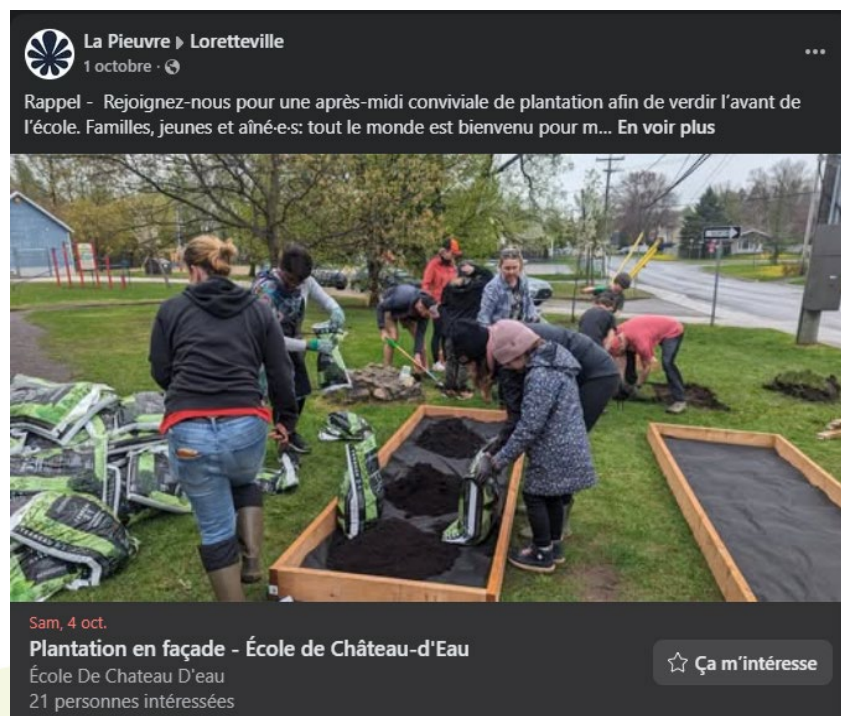 La Pieuvre ▸ Loretteville
1 octobre ·
Rappel - Rejoignez-nous pour une après-midi conviviale de plantation afin de verdir l'avant de
l'école. Familles, jeunes et aîné·e·s: tout le monde est bienvenu pour m... En voir plus
Sam, 4 oct.
Plantation en façade - École de Château-d'Eau
École De Chateau D'eau
21 personnes intéressées
Ça m'intéresse